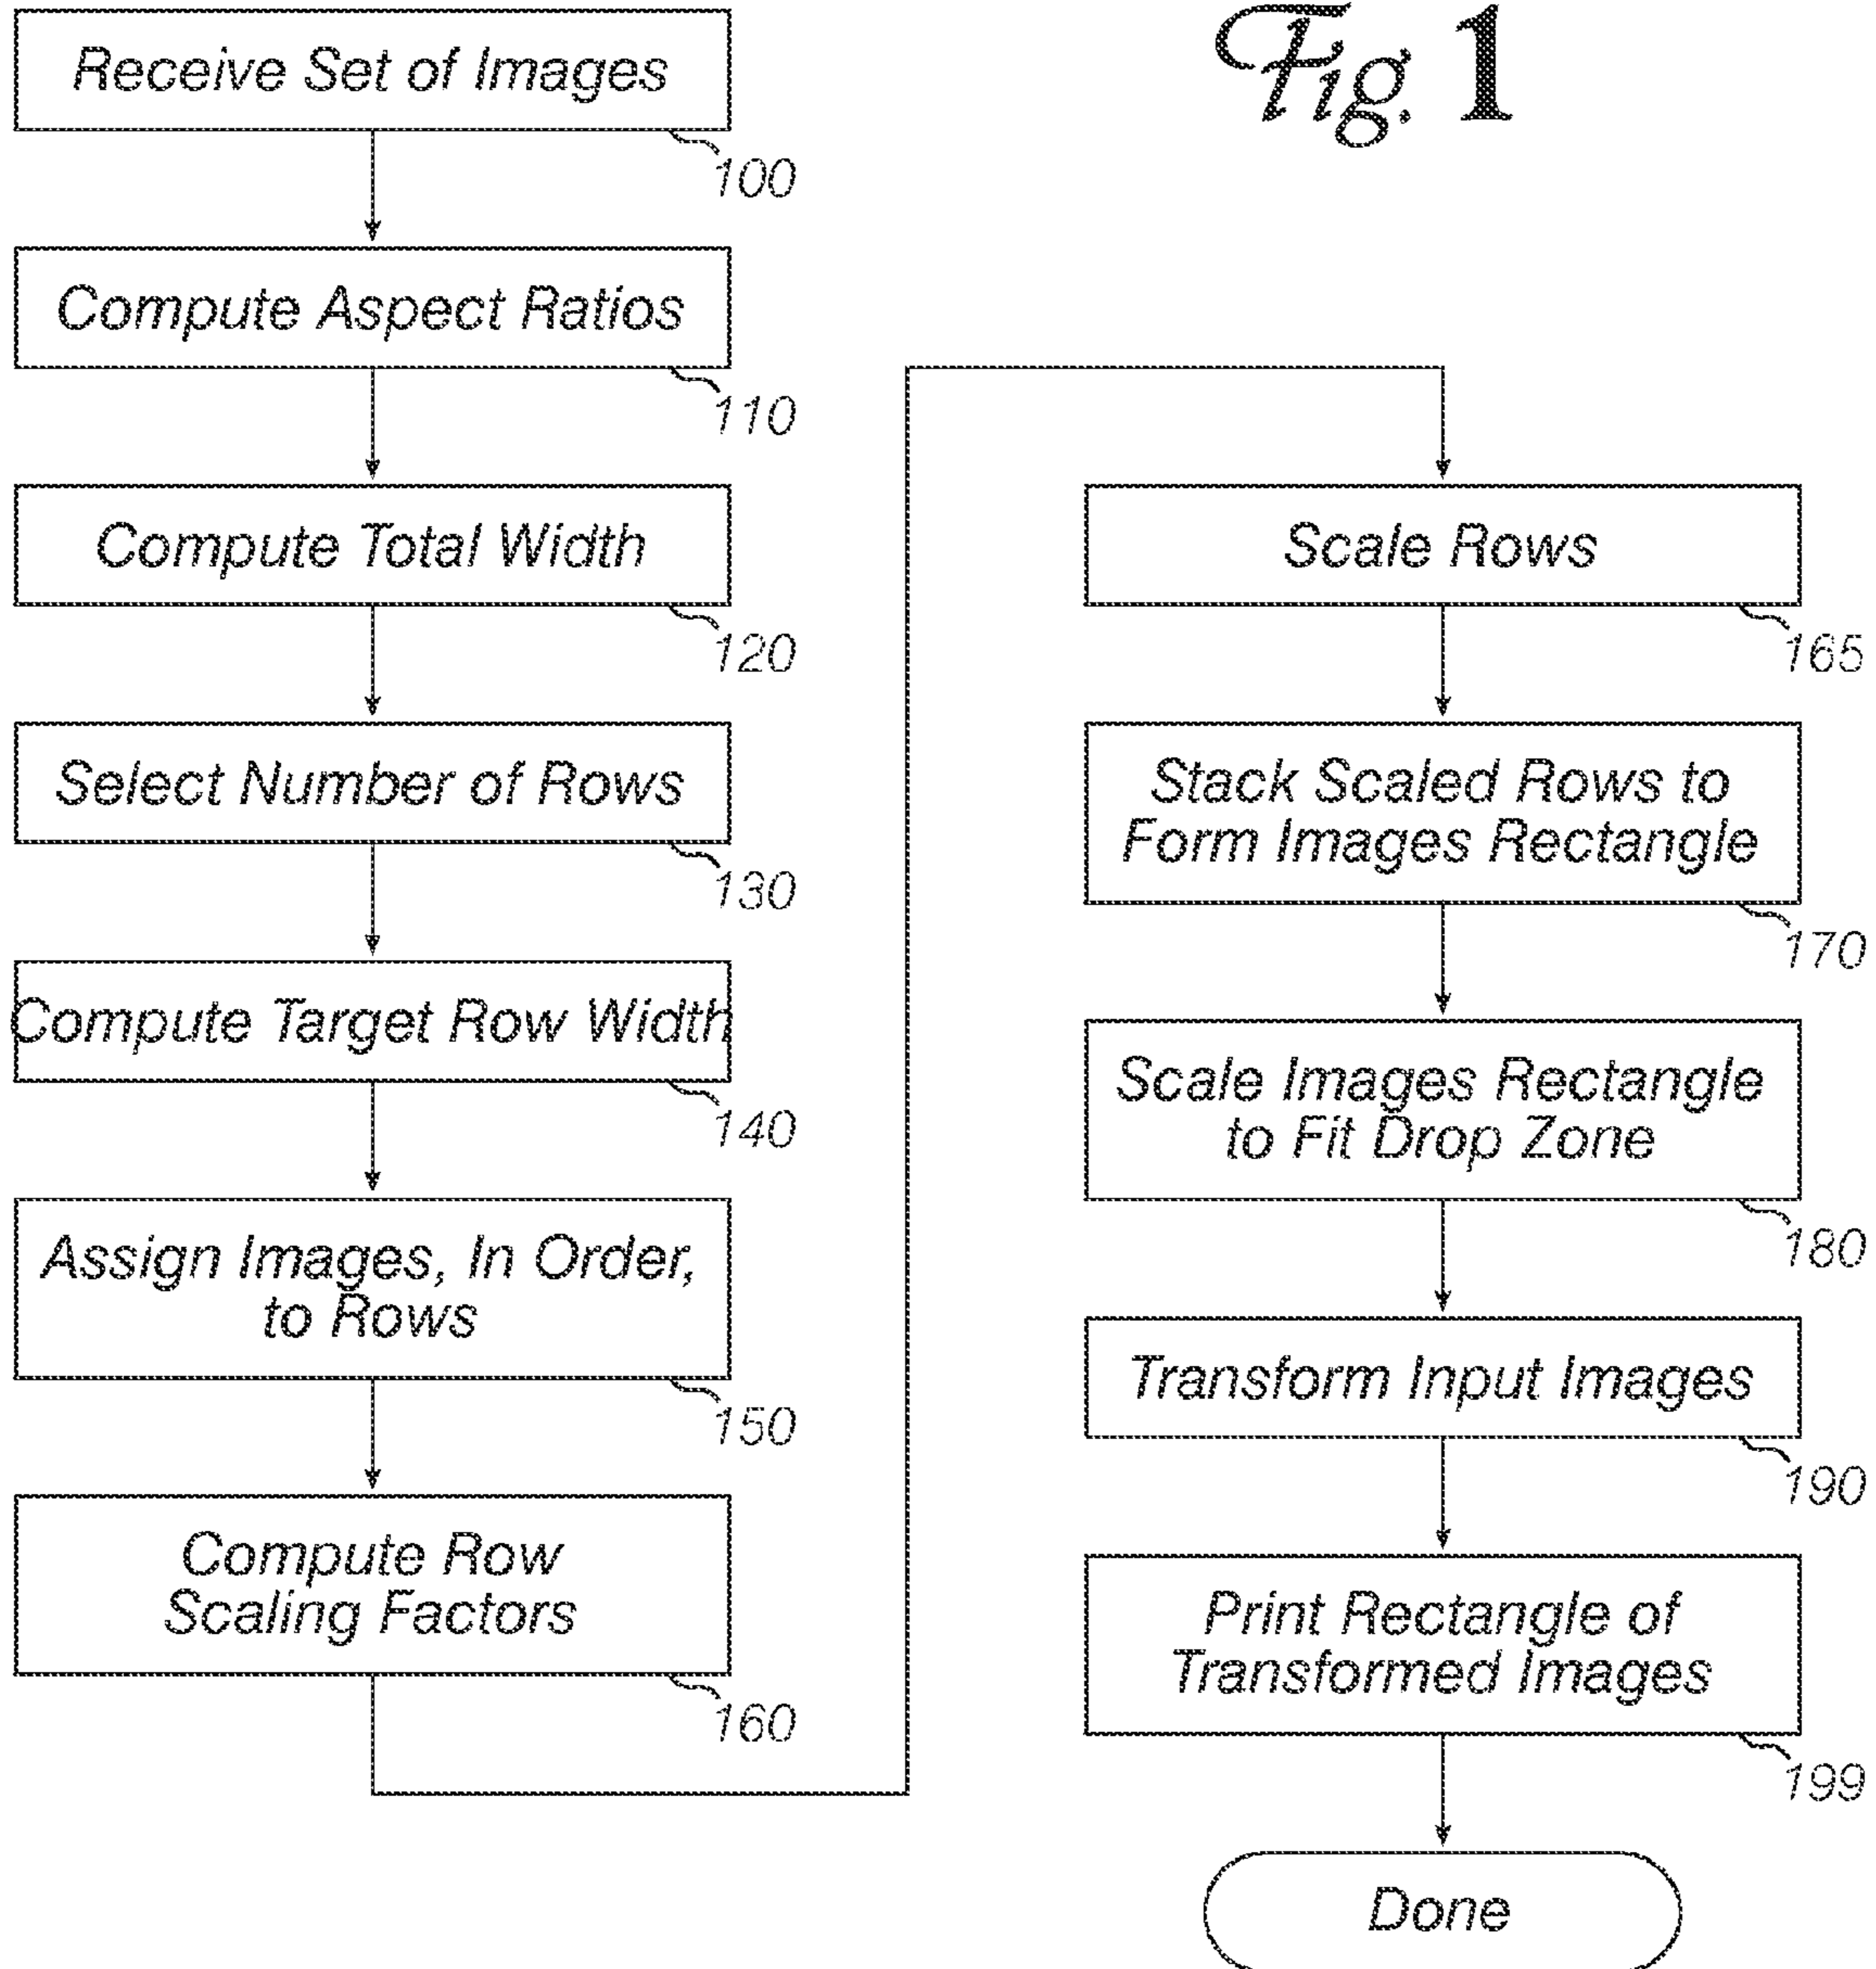 Fig. 1
Receive Set of Images
100
Compute Aspect Ratios
110
Compute Total Width
120
Select Number of Rows
130
Compute Target Row Width
140
Assign Images, In Order,
to Rows
150
Compute Row
Scaling Factors
160
Scale Rows
165
Stack Scaled Rows to
Form Images Rectangle
170
Scale Images Rectangle
to Fit Drop Zone
180
Transform Input Images
190
Print Rectangle of
Transformed Images
199
Done